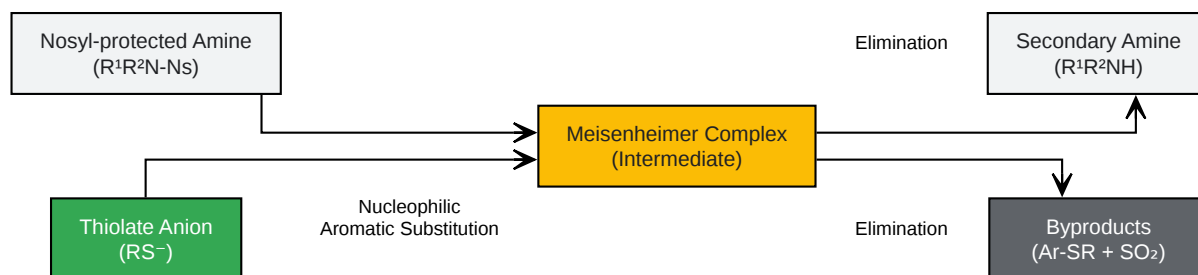 Nosyl-protected Amine
(R¹R²N-Ns)
Elimination
Secondary Amine
(R¹R²NH)
Meisenheimer Complex
(Intermediate)
Thiolate Anion
(RS⁻)
Nucleophilic
Aromatic Substitution
Elimination
Byproducts
(Ar-SR + SO₂)